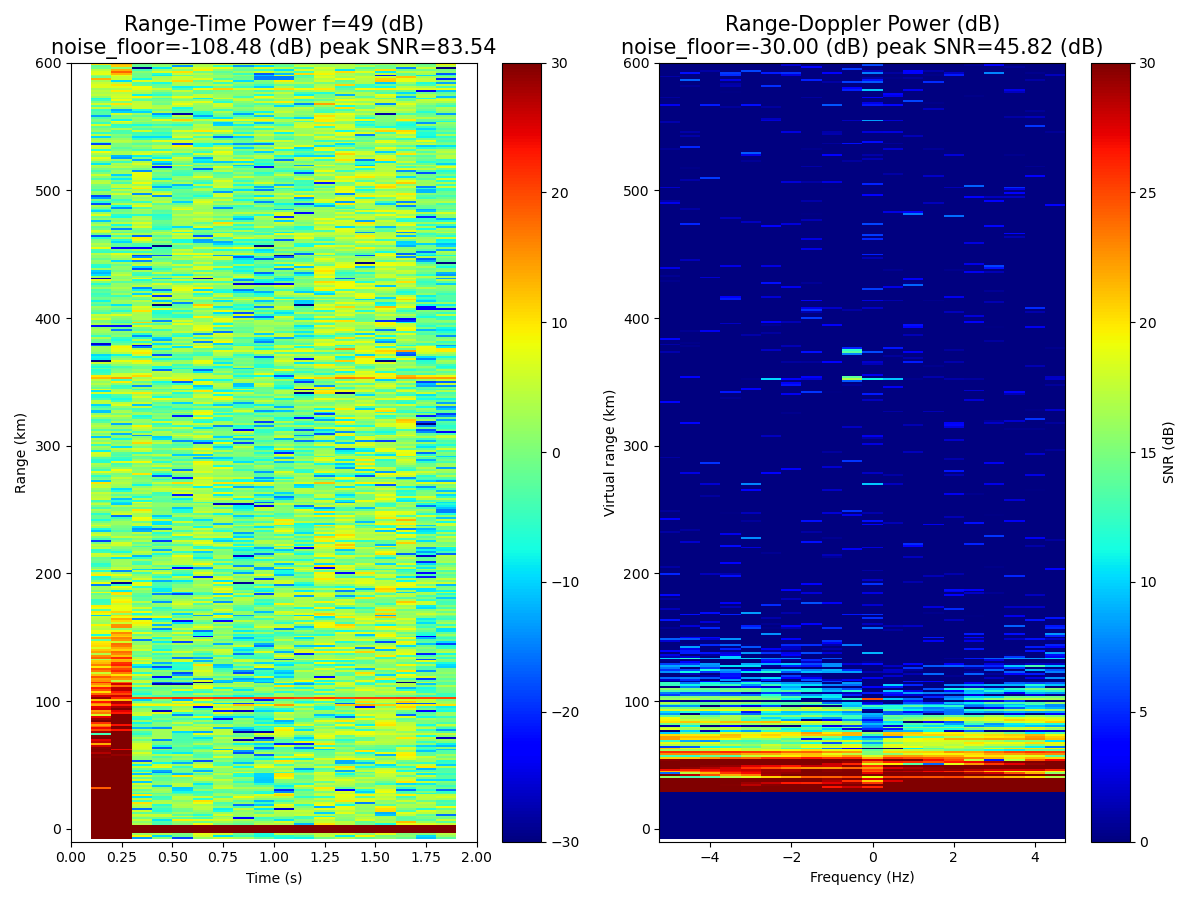 Range-Time Power f=49 (dB)
noise_floor=-108.48 (dB) peak SNR=83.54
Range-Doppler Power (dB)
noise_floor=-30.00 (dB) peak SNR=45.82 (dB)
600
500
400
300
200
100
0
Range (km)
0.00 0.25 0.50 0.75 1.00 1.25 1.50 1.75 2.00
Time (s)
30
20
10
0
−10
−20
−30
600
500
400
300
200
100
0
Virtual range (km)
−4 −2 0 2 4
Frequency (Hz)
30
25
20
15
10
5
0
SNR (dB)